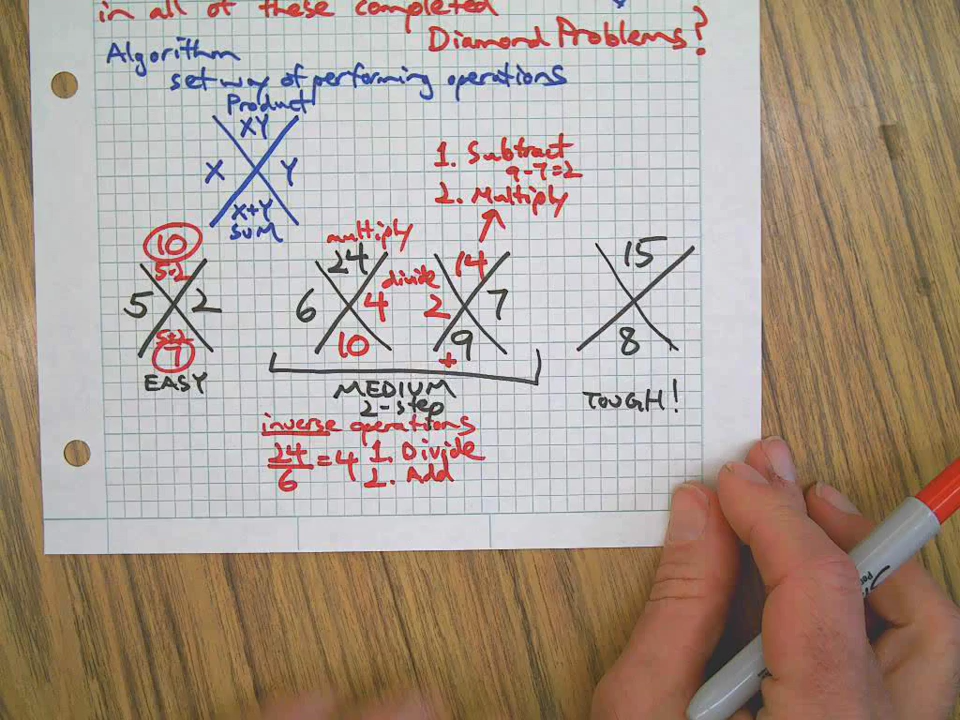 in all of these completed
Diamond Problems?
Algorithm
set way of performing operations
Product
XY
X Y
X+Y
SUM
1. Subtract
9-7=2
2. Multiply
10
5·2
5 2
5+2
7
EASY
multiply
24
divide
6 4
10
14
2 7
9
+
MEDIUM
2-step
inverse operations
24/6 = 4 1. Divide
2. Add
15
8
TOUGH!